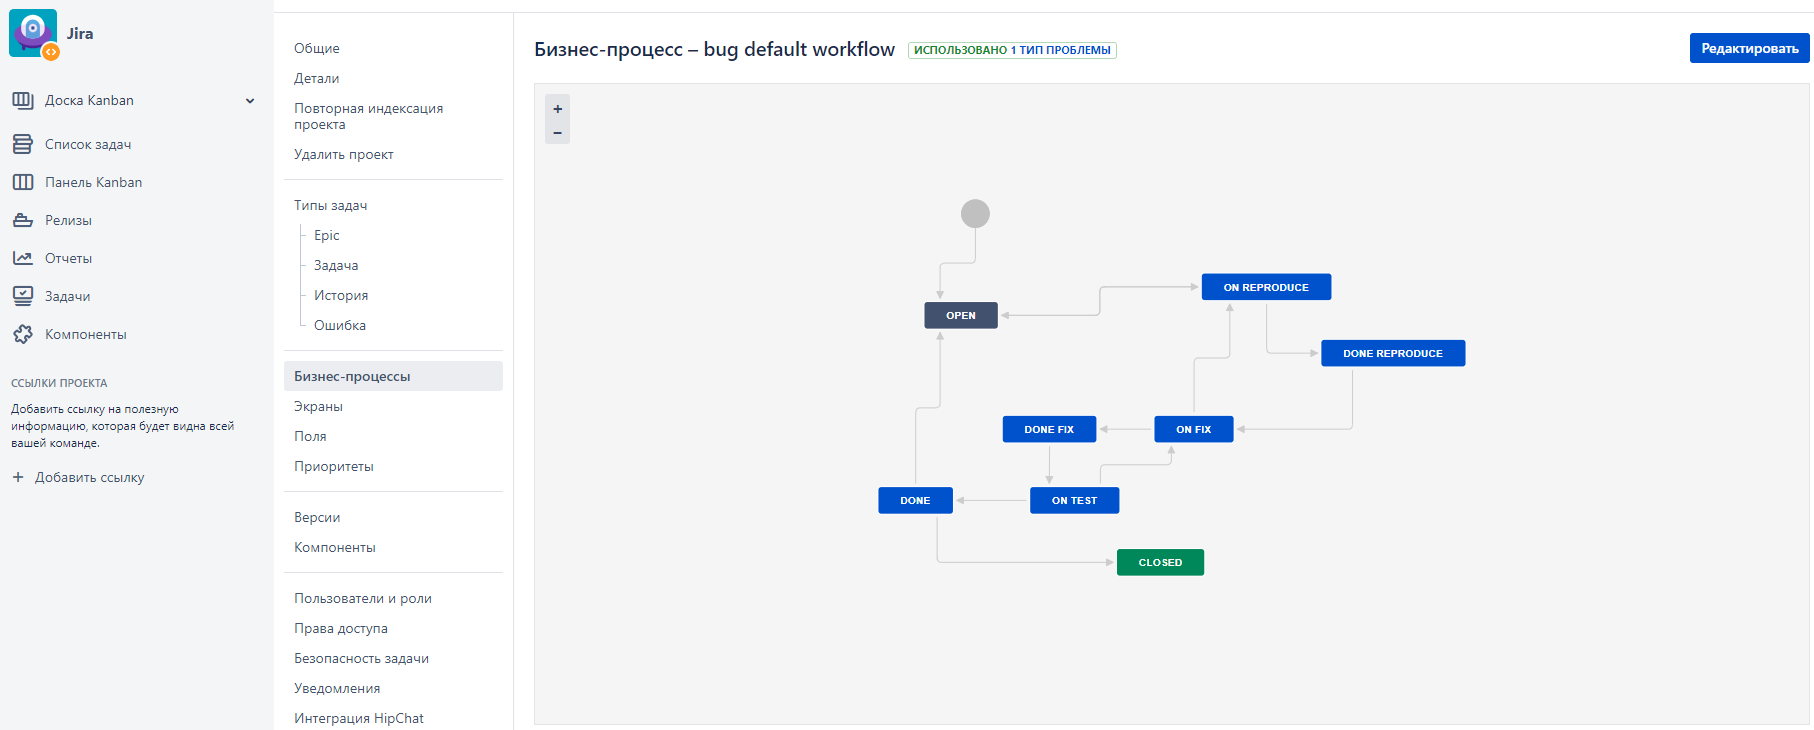 Jira
Доска Kanban
Список задач
Панель Kanban
Релизы
Отчеты
Задачи
Компоненты
ССЫЛКИ ПРОЕКТА
Добавить ссылку на полезную
информацию, которая будет видна всей
вашей команде.
+ Добавить ссылку
Общие
Детали
Повторная индексация
проекта
Удалить проект
Типы задач
Epic
Задача
История
Ошибка
Бизнес-процессы
Экраны
Поля
Приоритеты
Версии
Компоненты
Пользователи и роли
Права доступа
Безопасность задачи
Уведомления
Интеграция HipChat
Бизнес-процесс – bug default workflow ИСПОЛЬЗОВАНО 1 ТИП ПРОБЛЕМЫ
Редактировать
+
−
ON REPRODUCE
OPEN
DONE REPRODUCE
DONE FIX
ON FIX
DONE
ON TEST
CLOSED